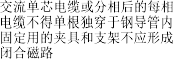 交流单芯电缆或分相后的每相
电缆不得单根独穿于钢导管内
固定用的夹具和支架不应形成
闭合磁路